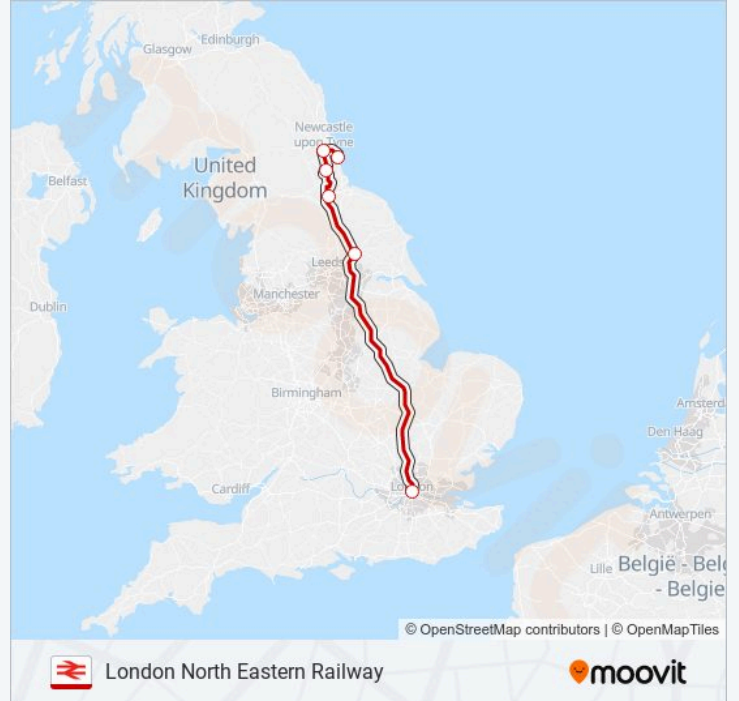 Edinburgh
Glasgow
Newcastle
upon Tyne
United
Kingdom
Belfast
Leeds
Manchester
Dublin
Birmingham
Amsterd
Den Haag
Cardiff
London
Antwerpen
Lille
België - Belg
- Belgie
© OpenStreetMap contributors | © OpenMapTiles
London North Eastern Railway
moovit